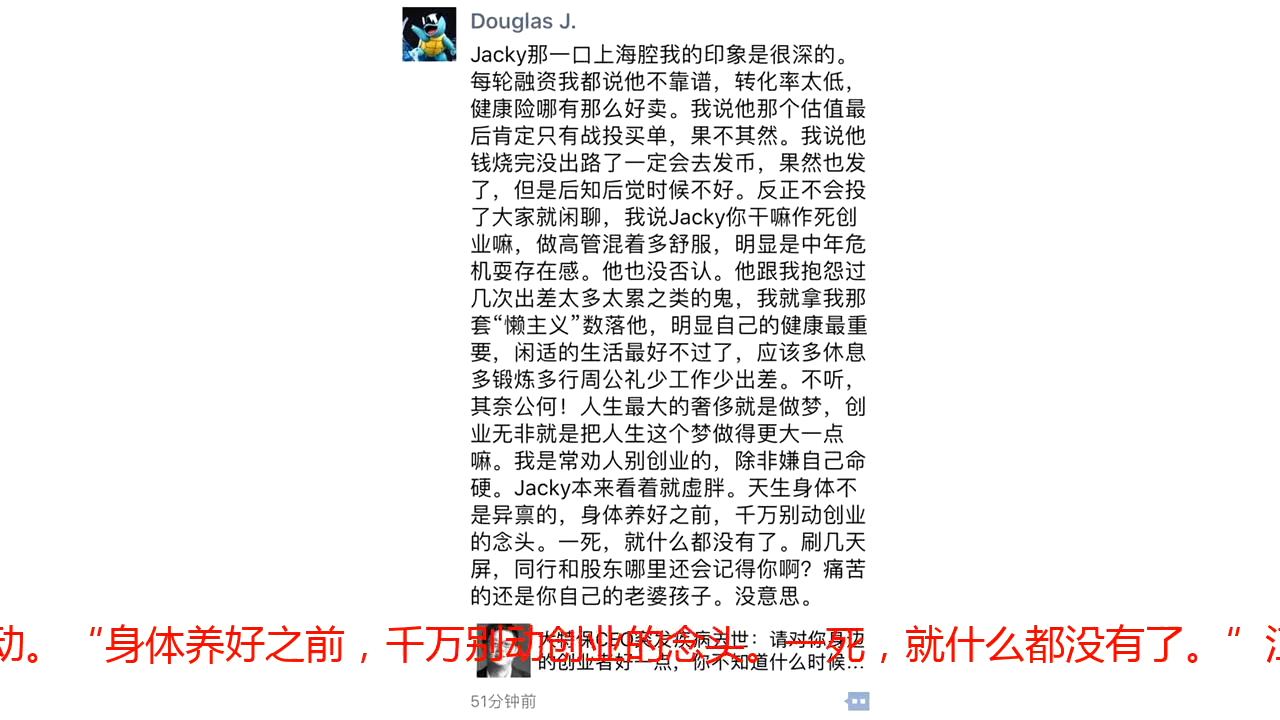 Douglas J.
Jacky那一口上海腔我的印象是很深的。
每轮融资我都说他不靠谱，转化率太低，
健康险哪有那么好卖。我说他那个估值最
后肯定只有战投买单，果不其然。我说他
钱烧完没出路了一定会去发币，果然也发
了，但是后知后觉时候不好。反正不会投
了大家就闲聊，我说Jacky你干嘛作死创
业嘛，做高管混着多舒服，明显是中年危
机耍存在感。他也没否认。他跟我抱怨过
几次出差太多太累之类的鬼，我就拿我那
套“懒主义”数落他，明显自己的健康最重
要，闲适的生活最好不过了，应该多休息
多锻炼多行周公礼少工作少出差。不听，
其奈公何！人生最大的奢侈就是做梦，创
业无非就是把人生这个梦做得更大一点
嘛。我是常劝人别创业的，除非嫌自己命
硬。Jacky本来看着就虚胖。天生身体不
是异禀的，身体养好之前，千万别动创业
的念头。一死，就什么都没有了。刷几天
屏，同行和股东哪里还会记得你啊？痛苦
的还是你自己的老婆孩子。没意思。
CEO突发疾病去世：请对你身边
的创业者好一点，你不知道什么时候...
动。“身体养好之前，千万别动创业的念头。一死，就什么都没有了。”
51分钟前